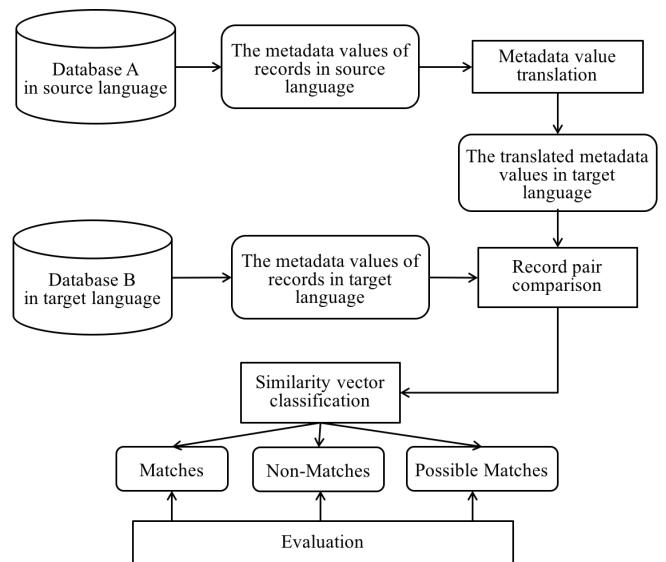 Database A
in source language
The metadata values of
records in source
language
Metadata value
translation
The translated metadata
values in target
language
Database B
in target language
The metadata values of
records in target
language
Record pair
comparison
Similarity vector
classification
Matches
Non-Matches
Possible Matches
Evaluation